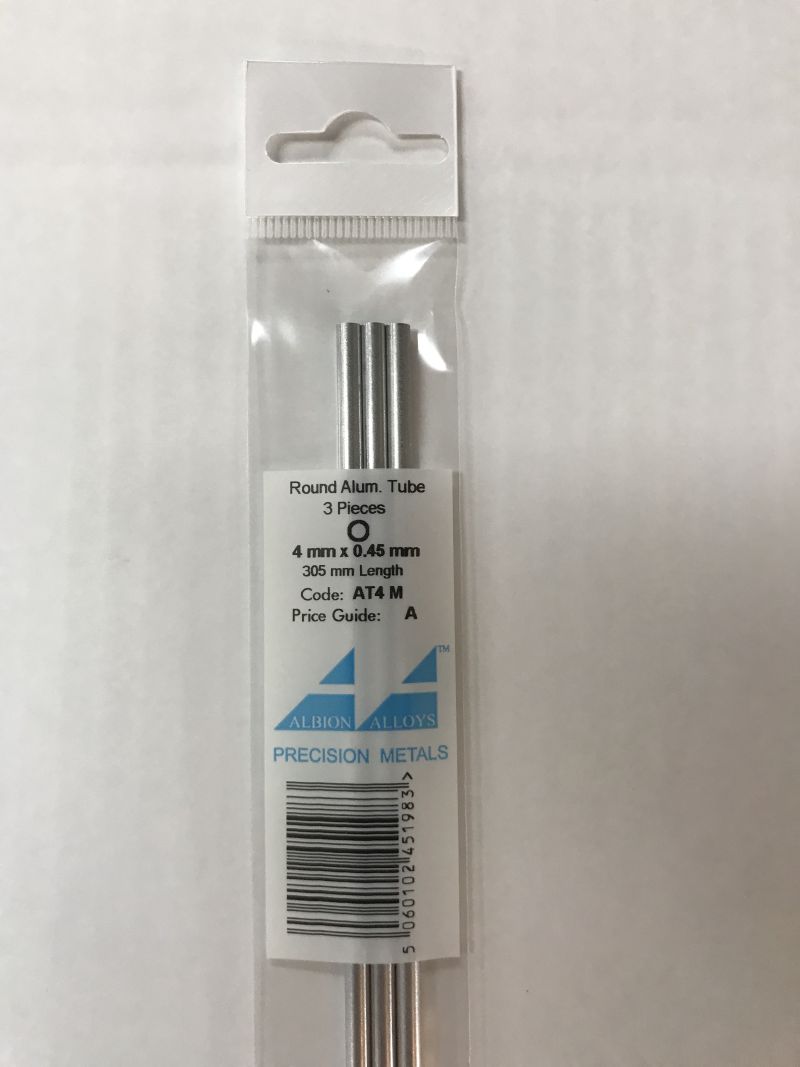 Round Alum. Tube
3 Pieces
4 mm x 0.45 mm
305 mm Length
Code: AT4 M
Price Guide: A
TM
ALBION ALLOYS
PRECISION METALS
5 060102 451983 >